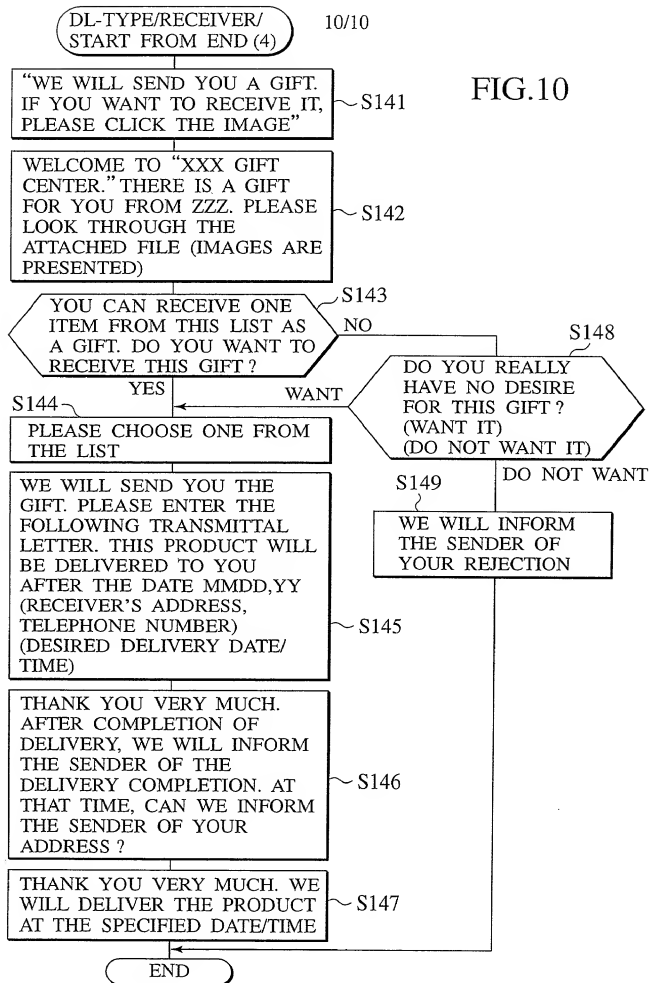 DL-TYPE/RECEIVER/
START FROM END (4)
10/10
FIG.10
"WE WILL SEND YOU A GIFT.
IF YOU WANT TO RECEIVE IT,
PLEASE CLICK THE IMAGE"
S141
WELCOME TO "XXX GIFT
CENTER." THERE IS A GIFT
FOR YOU FROM ZZZ. PLEASE
LOOK THROUGH THE
ATTACHED FILE (IMAGES ARE
PRESENTED)
S142
YOU CAN RECEIVE ONE
ITEM FROM THIS LIST AS
A GIFT. DO YOU WANT TO
RECEIVE THIS GIFT ?
S143
NO
YES
DO YOU REALLY
HAVE NO DESIRE
FOR THIS GIFT ?
(WANT IT)
(DO NOT WANT IT)
S148
WANT
DO NOT WANT
S144
PLEASE CHOOSE ONE FROM
THE LIST
S149
WE WILL INFORM
THE SENDER OF
YOUR REJECTION
WE WILL SEND YOU THE
GIFT. PLEASE ENTER THE
FOLLOWING TRANSMITTAL
LETTER. THIS PRODUCT WILL
BE DELIVERED TO YOU
AFTER THE DATE MMDD,YY
(RECEIVER'S ADDRESS,
TELEPHONE NUMBER)
(DESIRED DELIVERY DATE/
TIME)
S145
THANK YOU VERY MUCH.
AFTER COMPLETION OF
DELIVERY, WE WILL INFORM
THE SENDER OF THE
DELIVERY COMPLETION. AT
THAT TIME, CAN WE INFORM
THE SENDER OF YOUR
ADDRESS ?
S146
THANK YOU VERY MUCH. WE
WILL DELIVER THE PRODUCT
AT THE SPECIFIED DATE/TIME
S147
END